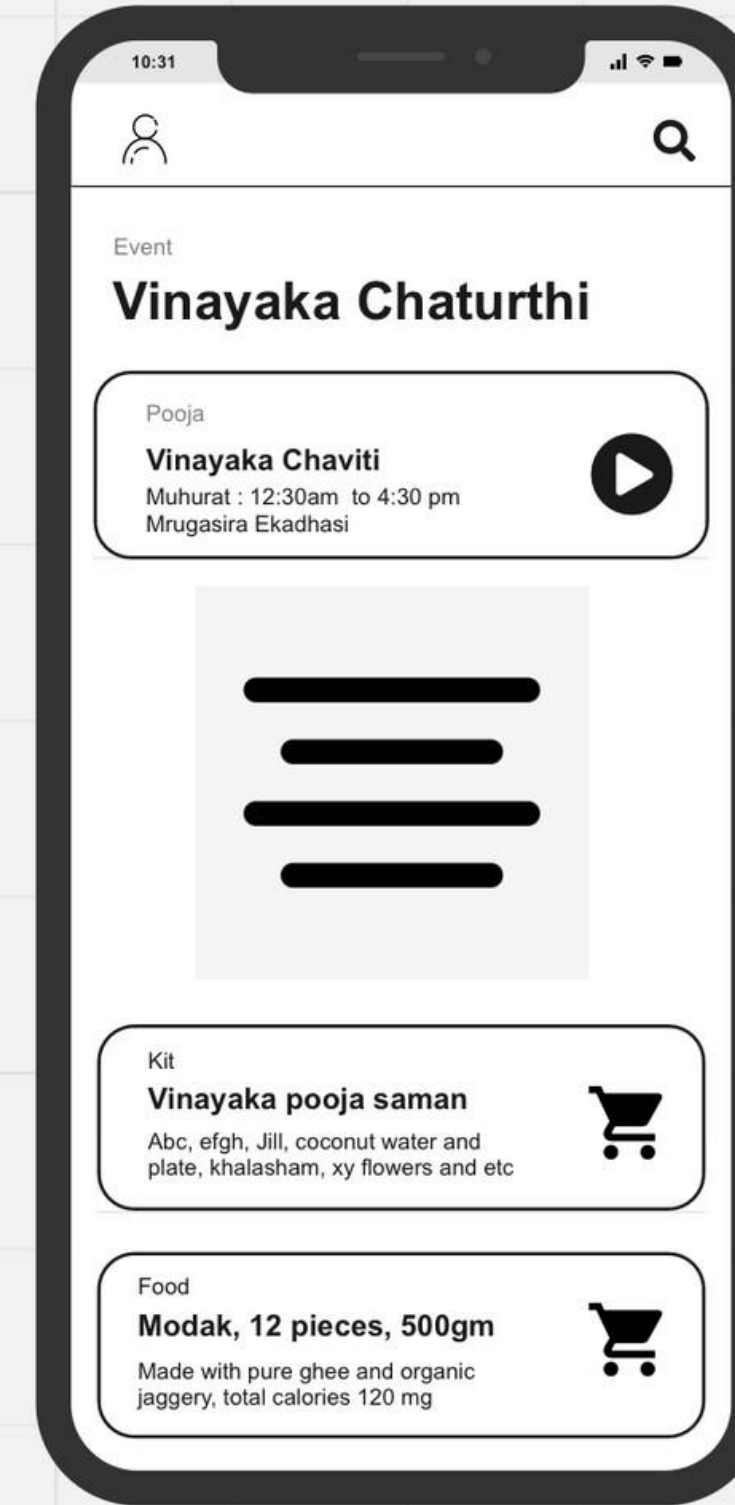 10:31
Event
Vinayaka Chaturthi
Pooja
Vinayaka Chaviti
Muhurat : 12:30am to 4:30 pm
Mrugasira Ekadhasi
Kit
Vinayaka pooja saman
Abc, efgh, Jill, coconut water and
plate, khalasham, xy flowers and etc
Food
Modak, 12 pieces, 500gm
Made with pure ghee and organic
jaggery, total calories 120 mg